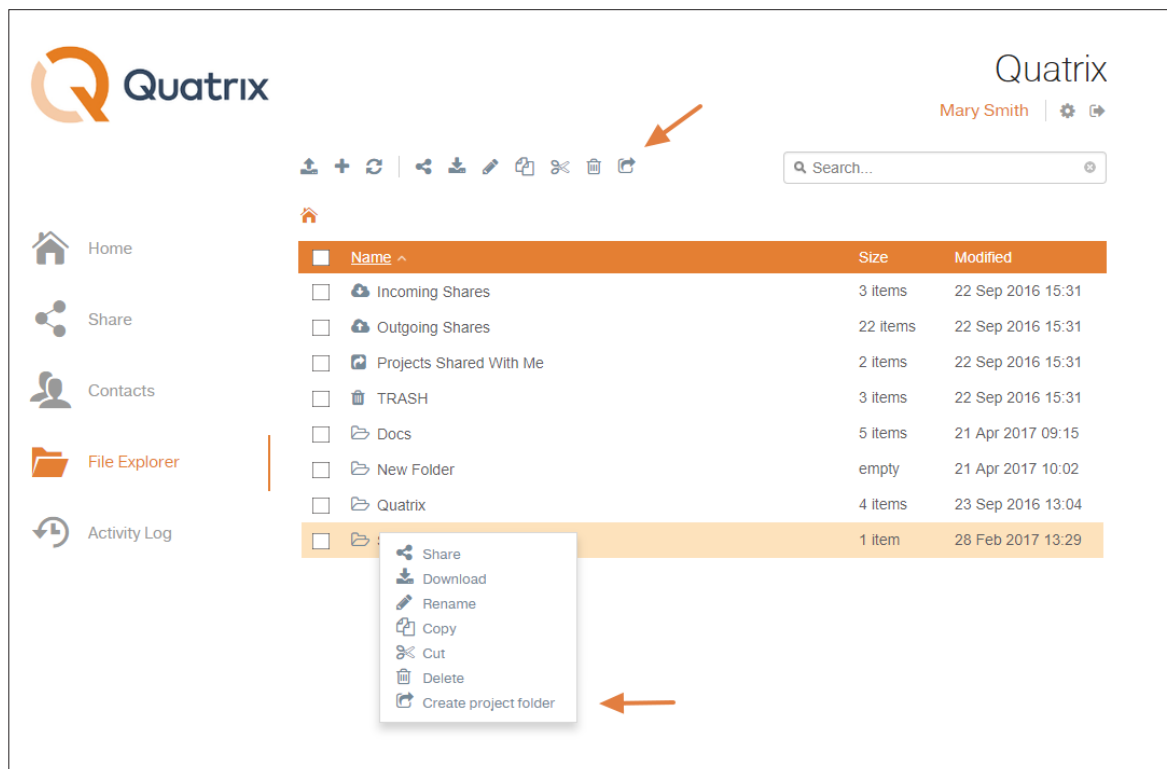 Quatrix
Quatrix
Mary Smith
Search...
Home
Share
Contacts
File Explorer
Activity Log
Name Size Modified
Incoming Shares 3 items 22 Sep 2016 15:31
Outgoing Shares 22 items 22 Sep 2016 15:31
Projects Shared With Me 2 items 22 Sep 2016 15:31
TRASH 3 items 22 Sep 2016 15:31
Docs 5 items 21 Apr 2017 09:15
New Folder empty 21 Apr 2017 10:02
Quatrix 4 items 23 Sep 2016 13:04
1 item 28 Feb 2017 13:29
Share
Download
Rename
Copy
Cut
Delete
Create project folder